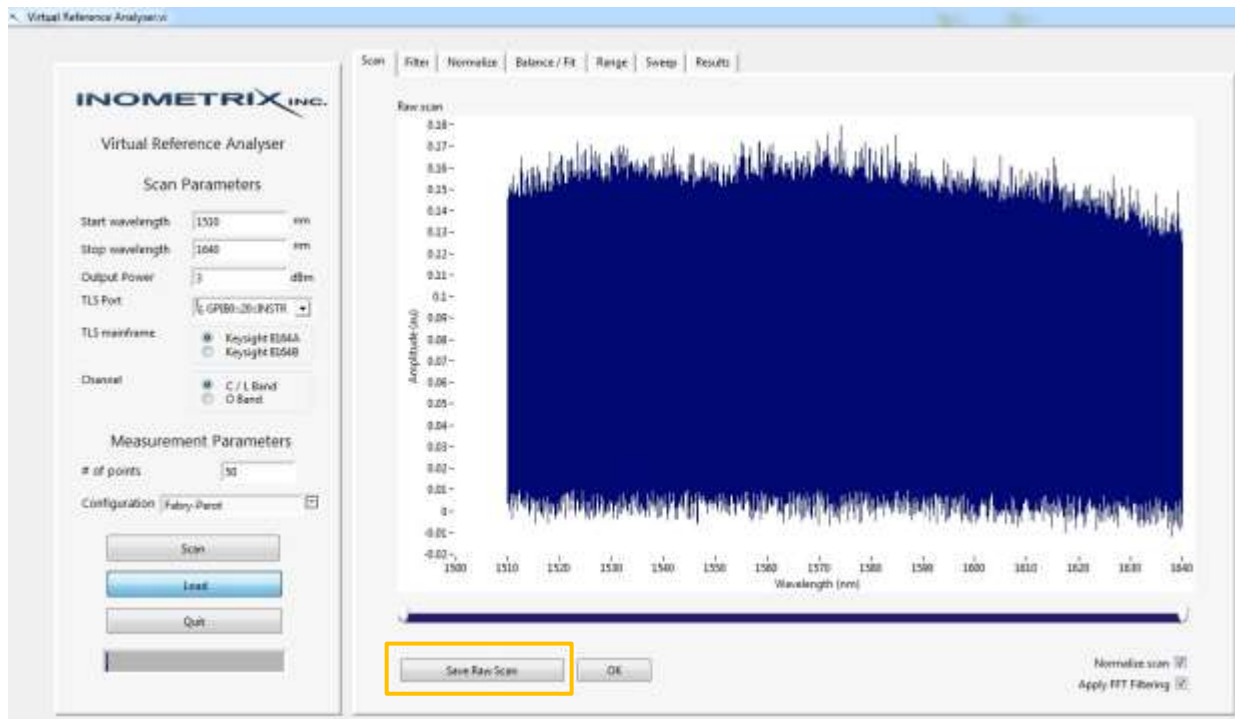 Virtual Reference Analyser.vi
INOMETRIX INC.
Virtual Reference Analyser
Scan Parameters
Start wavelength 1510 nm
Stop wavelength 1640 nm
Output Power 3 dBm
TLS Port GPIB0::20::INSTR
TLS mainframe
Keysight 8164A
Keysight 8164B
Channel
C / L Band
O Band
Measurement Parameters
# of points 50
Configuration Fabry-Perot
Scan
Load
Quit
Scan Filter Normalize Balance / Fit Range Sweep Results
Raw scan
0.18
0.17
0.16
0.15
0.14
0.13
0.12
0.11
0.1
0.09
0.08
0.07
0.06
0.05
0.04
0.03
0.02
0.01
0
-0.01
-0.02
Amplitude (au)
1500 1510 1520 1530 1540 1550 1560 1570 1580 1590 1600 1610 1620 1630 1640
Wavelength (nm)
Save Raw Scan OK
Normalize scan
Apply FFT Filtering